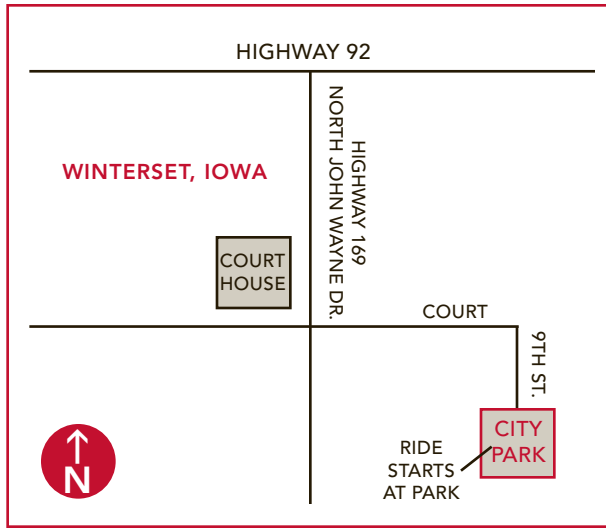 HIGHWAY 92
WINTERSET, IOWA
HIGHWAY 169
NORTH JOHN WAYNE DR.
COURT
HOUSE
COURT
9TH ST.
CITY
PARK
RIDE
STARTS
AT PARK
N